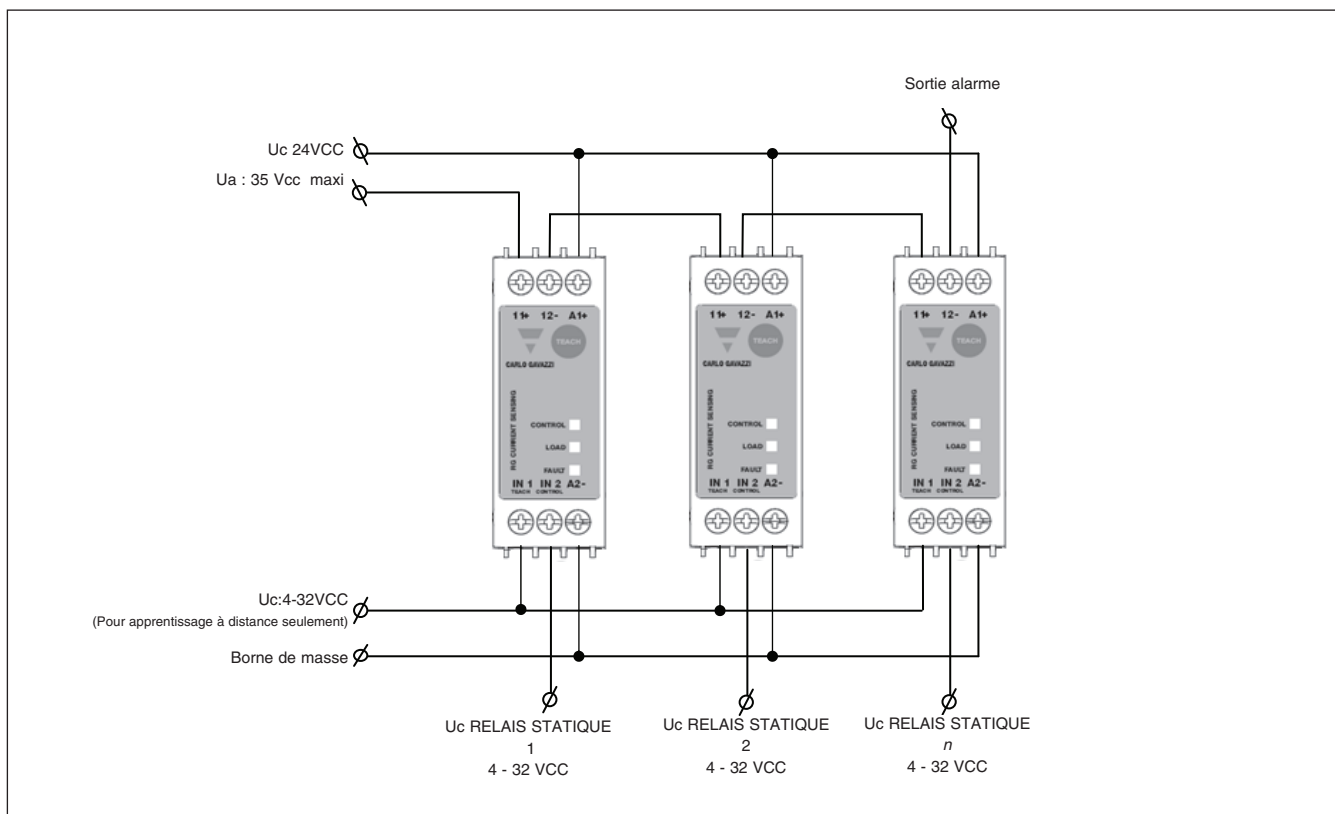 Sortie alarme
Uc 24VCC
Ua : 35 Vcc maxi
11+ 12- A1+
TEACH
CARLO GAVAZZI
RG CURRENT SENSING
CONTROL
LOAD
FAULT
IN 1 IN 2 A2-
TEACH CONTROL
11+ 12- A1+
TEACH
CARLO GAVAZZI
RG CURRENT SENSING
CONTROL
LOAD
FAULT
IN 1 IN 2 A2-
TEACH CONTROL
11+ 12- A1+
TEACH
CARLO GAVAZZI
RG CURRENT SENSING
CONTROL
LOAD
FAULT
IN 1 IN 2 A2-
TEACH CONTROL
Uc:4-32VCC
(Pour apprentissage à distance seulement)
Borne de masse
Uc RELAIS STATIQUE
1
4 - 32 VCC
Uc RELAIS STATIQUE
2
4 - 32 VCC
Uc RELAIS STATIQUE
n
4 - 32 VCC